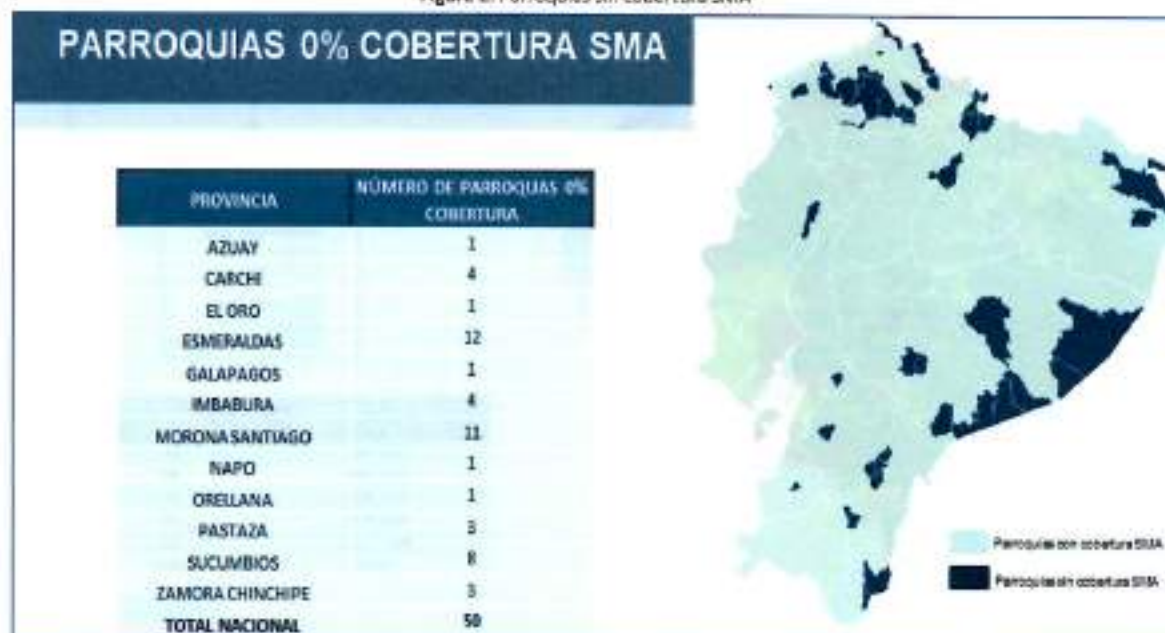 PARROQUIAS 0% COBERTURA SMA
PROVINCIA NÚMERO DE PARROQUIAS 0% COBERTURA
AZUAY 1
CARCHI 4
EL ORO 1
ESMERALDAS 12
GALAPAGOS 1
IMBABURA 4
MORONA SANTIAGO 11
NAPO 1
ORELLANA 1
PASTAZA 3
SUCUMBIOS 8
ZAMORA CHINCHIPE 3
TOTAL NACIONAL 50
Parroquias con cobertura SMA
Parroquias sin cobertura SMA